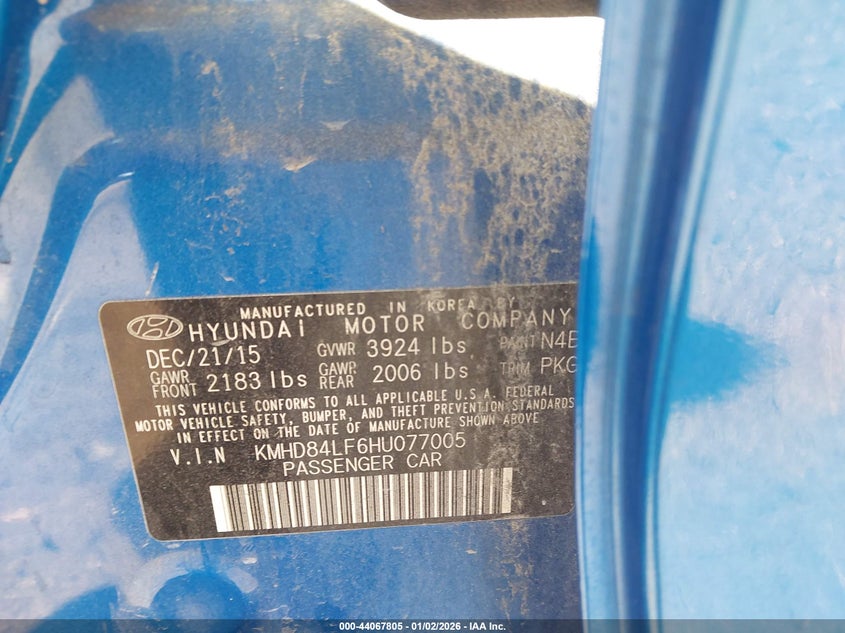 MANUFACTURED IN KOREA BY
HYUNDAI MOTOR COMPANY
DEC/21/15 GVWR 3924 lbs PAINT N4B
GAWR FRONT 2183 lbs GAWR REAR 2006 lbs TRIM PKG
THIS VEHICLE CONFORMS TO ALL APPLICABLE U.S.A. FEDERAL
MOTOR VEHICLE SAFETY, BUMPER, AND THEFT PREVENTION STANDARDS
IN EFFECT ON THE DATE OF MANUFACTURE SHOWN ABOVE
V.I.N KMHD84LF6HU077005
PASSENGER CAR
000-44067805 - 01/02/2026 - IAA Inc.